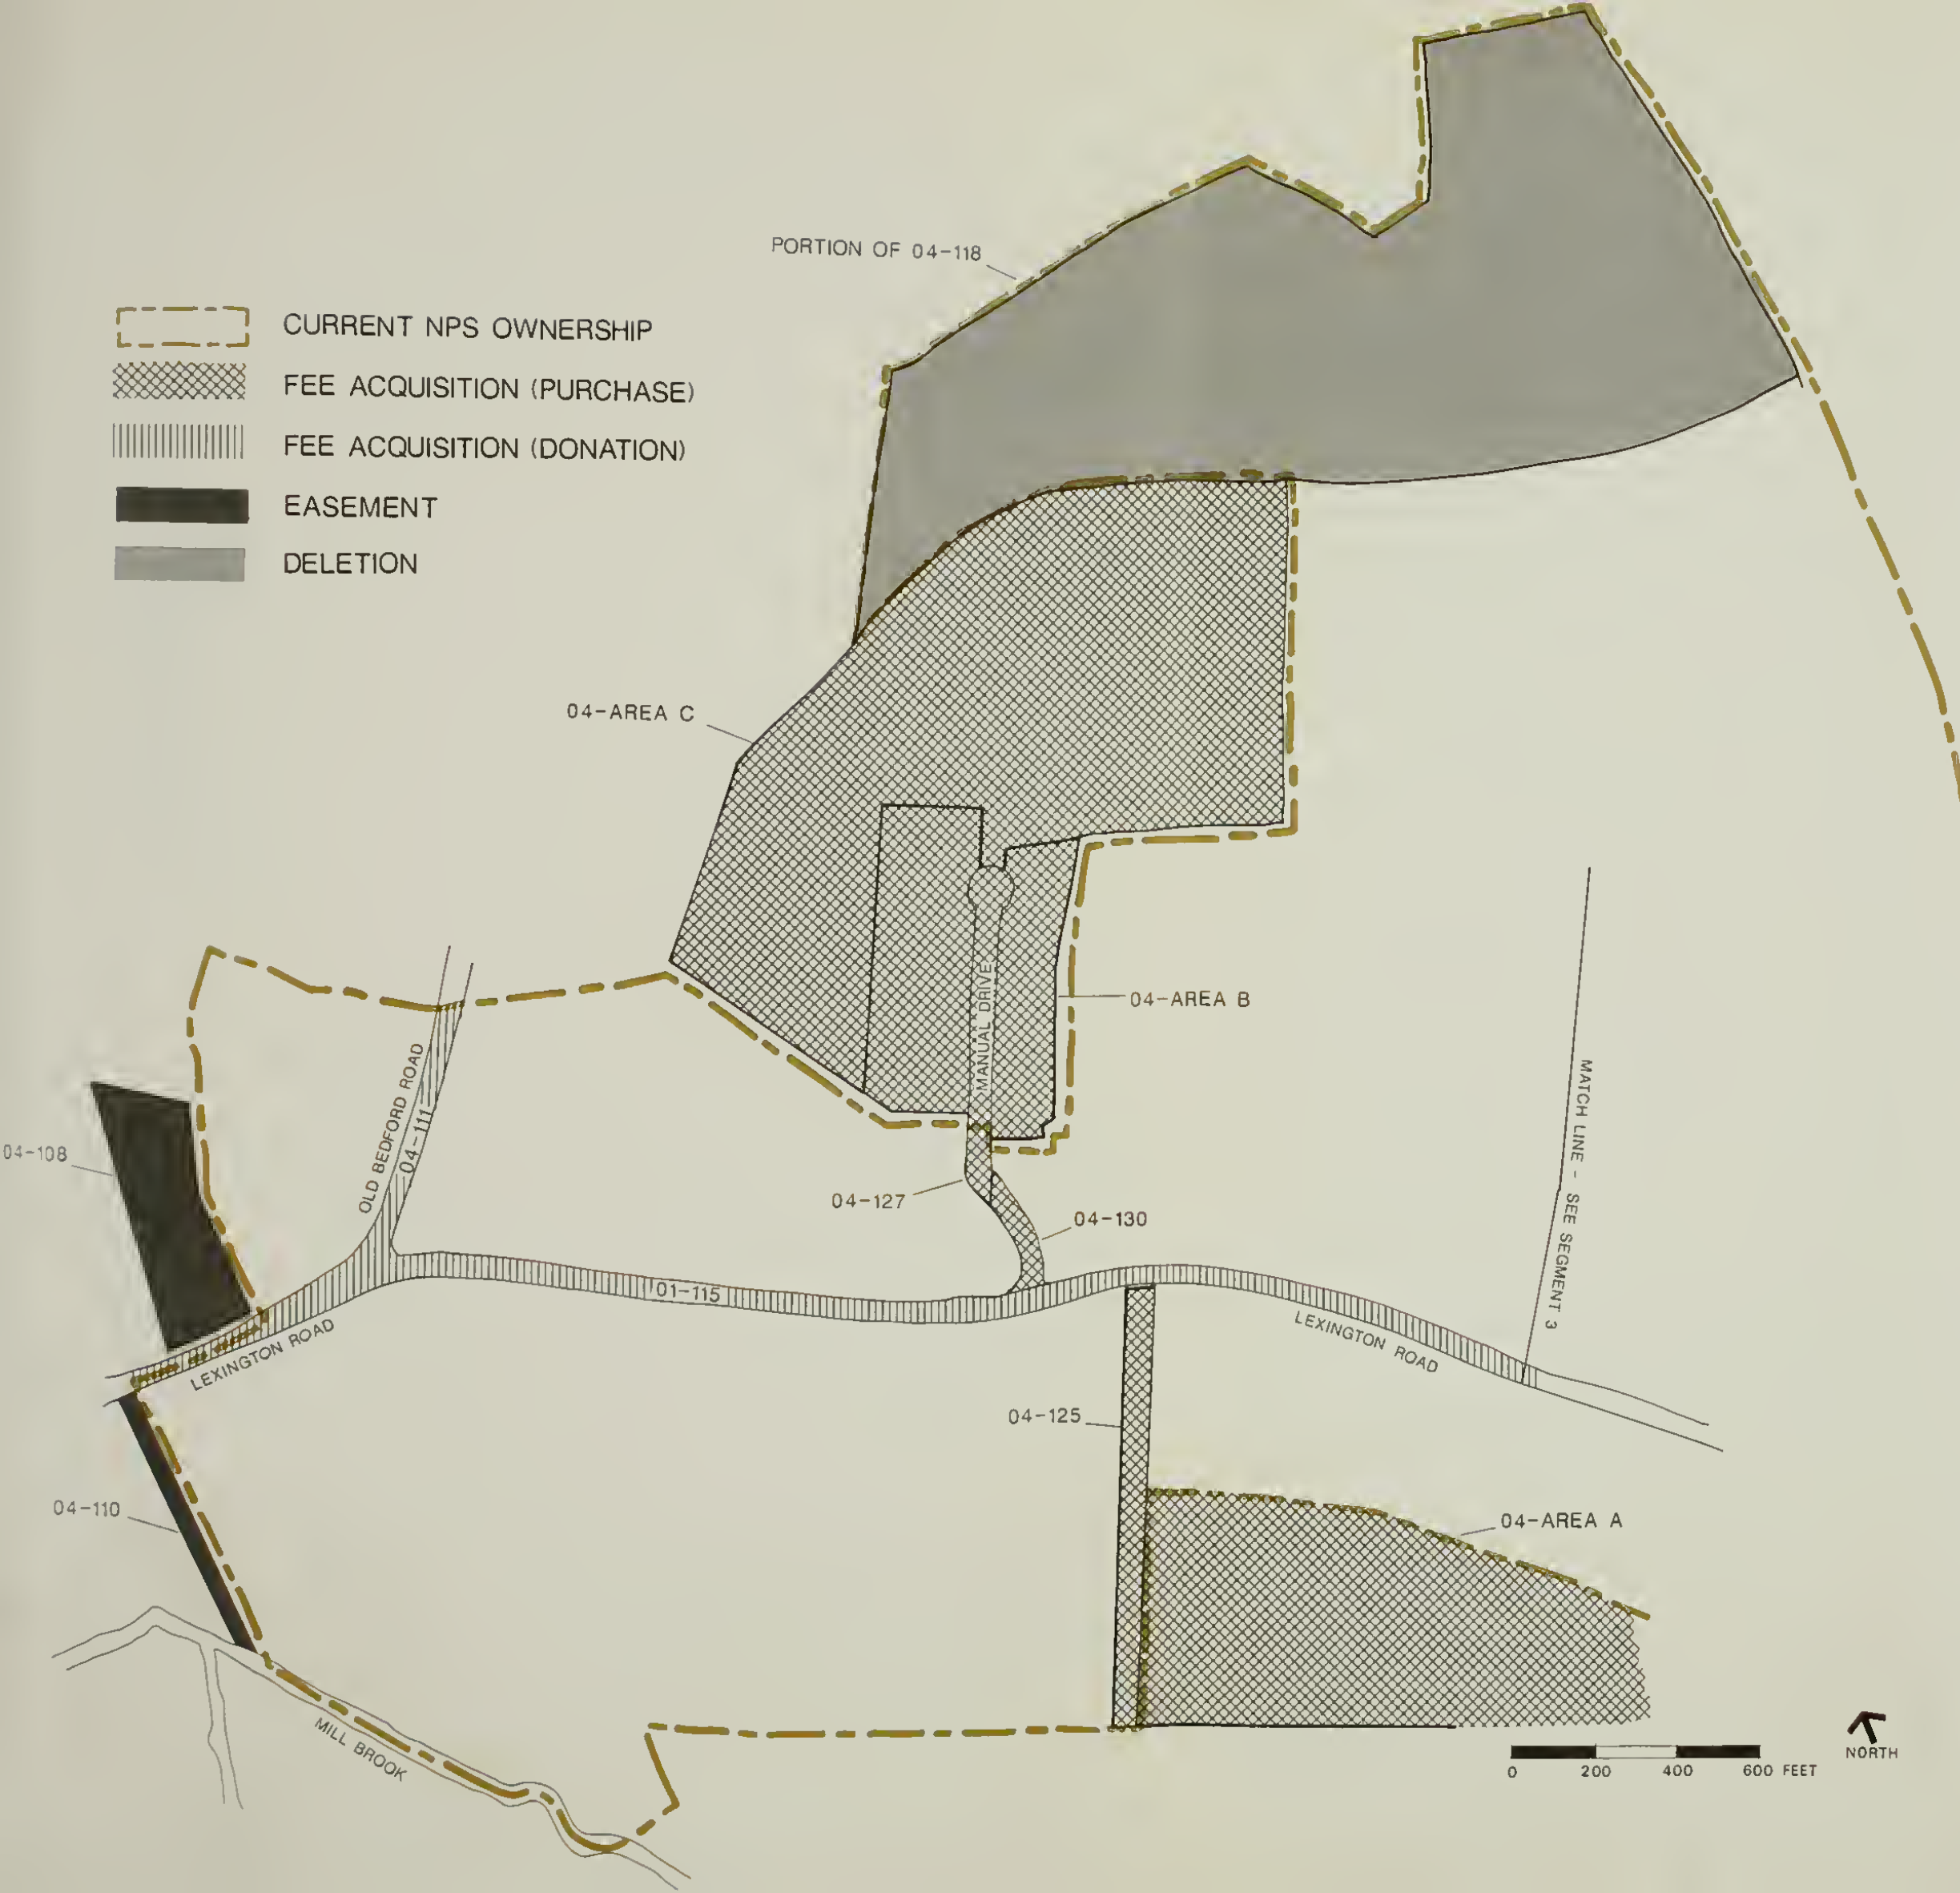 PORTION OF 04-118
CURRENT NPS OWNERSHIP
FEE ACQUISITION (PURCHASE)
FEE ACQUISITION (DONATION)
EASEMENT
DELETION
04-AREA C
04-AREA B
MANUAL DRIVE
OLD BEDFORD ROAD
04-111
MATCH LINE - SEE SEGMENT 3
04-108
04-127
04-130
01-115
LEXINGTON ROAD
LEXINGTON ROAD
04-125
04-110
04-AREA A
MILL BROOK
NORTH
0 200 400 600 FEET